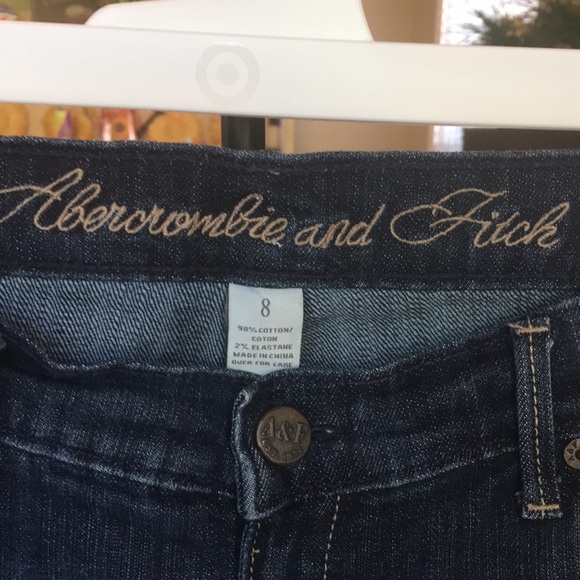 Abercrombie and Fitch
8
98% COTTON/
COTON
2% ELASTANE
MADE IN CHINA
OVER FOR CARE
A&F